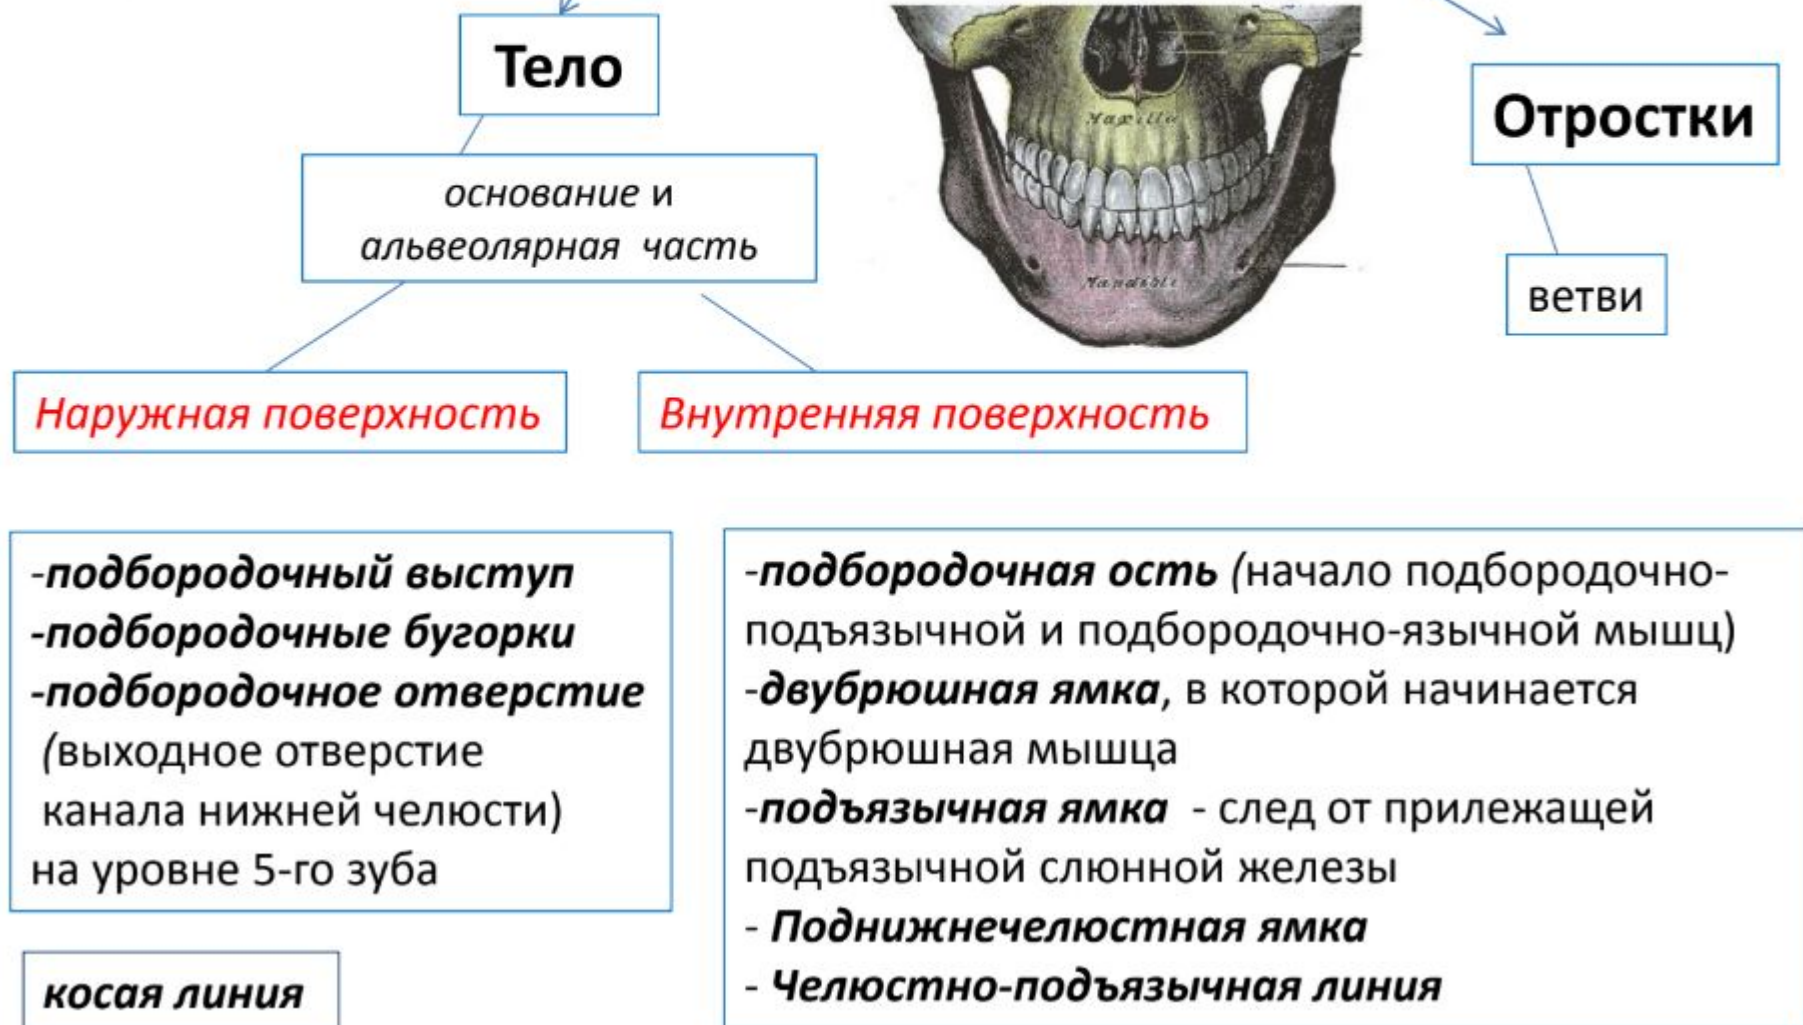 Тело
Отростки
Maxilla
основание и
альвеолярная часть
ветви
Mandible
Наружная поверхность
Внутренняя поверхность
-подбородочный выступ
-подбородочные бугорки
-подбородочное отверстие
(выходное отверстие
канала нижней челюсти)
на уровне 5-го зуба
косая линия
-подбородочная ость (начало подбородочно-
подъязычной и подбородочно-язычной мышц)
-двубрюшная ямка, в которой начинается
двубрюшная мышца
-подъязычная ямка - след от прилежащей
подъязычной слюнной железы
- Поднижнечелюстная ямка
- Челюстно-подъязычная линия